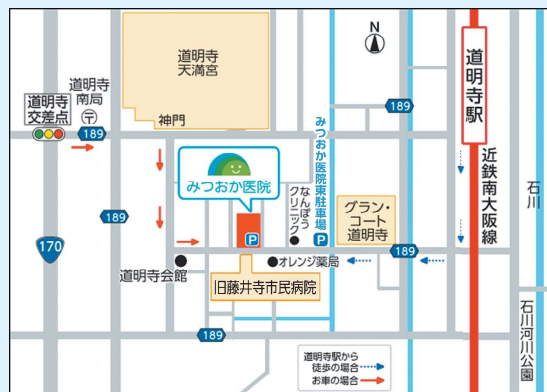 道明寺
天満宮
N
道明寺駅
道明寺
南局
道明寺
交差点
189
神門
189
みつおか医院東駐車場
近鉄南大阪線
石川
みつおか医院
なんぽう
クリニック
グラン・
コート
道明寺
189
170
P
P
道明寺会館
オレンジ薬局
189
旧藤井寺市民病院
石川河川公園
189
道明寺駅から
徒歩の場合
お車の場合